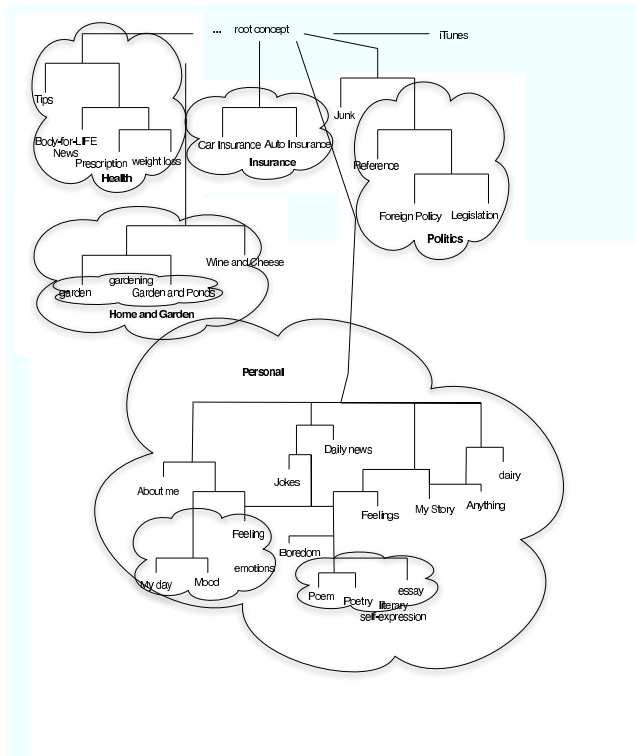 ... root concept
iTunes
Tips
Junk
Body-for-LIFE
News
Prescription
weight loss
Health
Car Insurance
Auto Insurance
Insurance
Reference
Foreign Policy
Legislation
Politics
Wine and Cheese
gardening
garden
Garden and Ponds
Home and Garden
Personal
Daily news
dairy
About me
Jokes
Feelings
My Story
Anything
Feeling
Boredom
emotions
My day
Mood
Poem
Poetry
essay
literary
self-expression